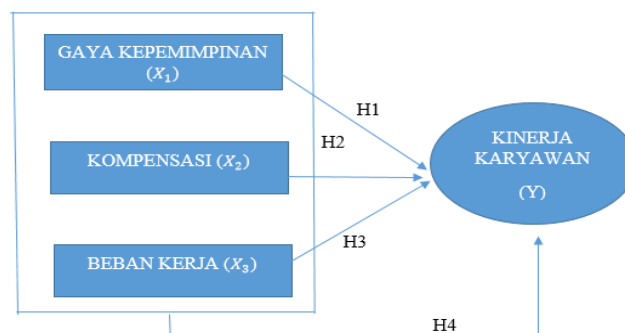 GAYA KEPEMIMPINAN
(X₁)
H1
H2
KOMPENSASI (X₂)
KINERJA
KARYAWAN
(Y)
H3
BEBAN KERJA (X₃)
H4